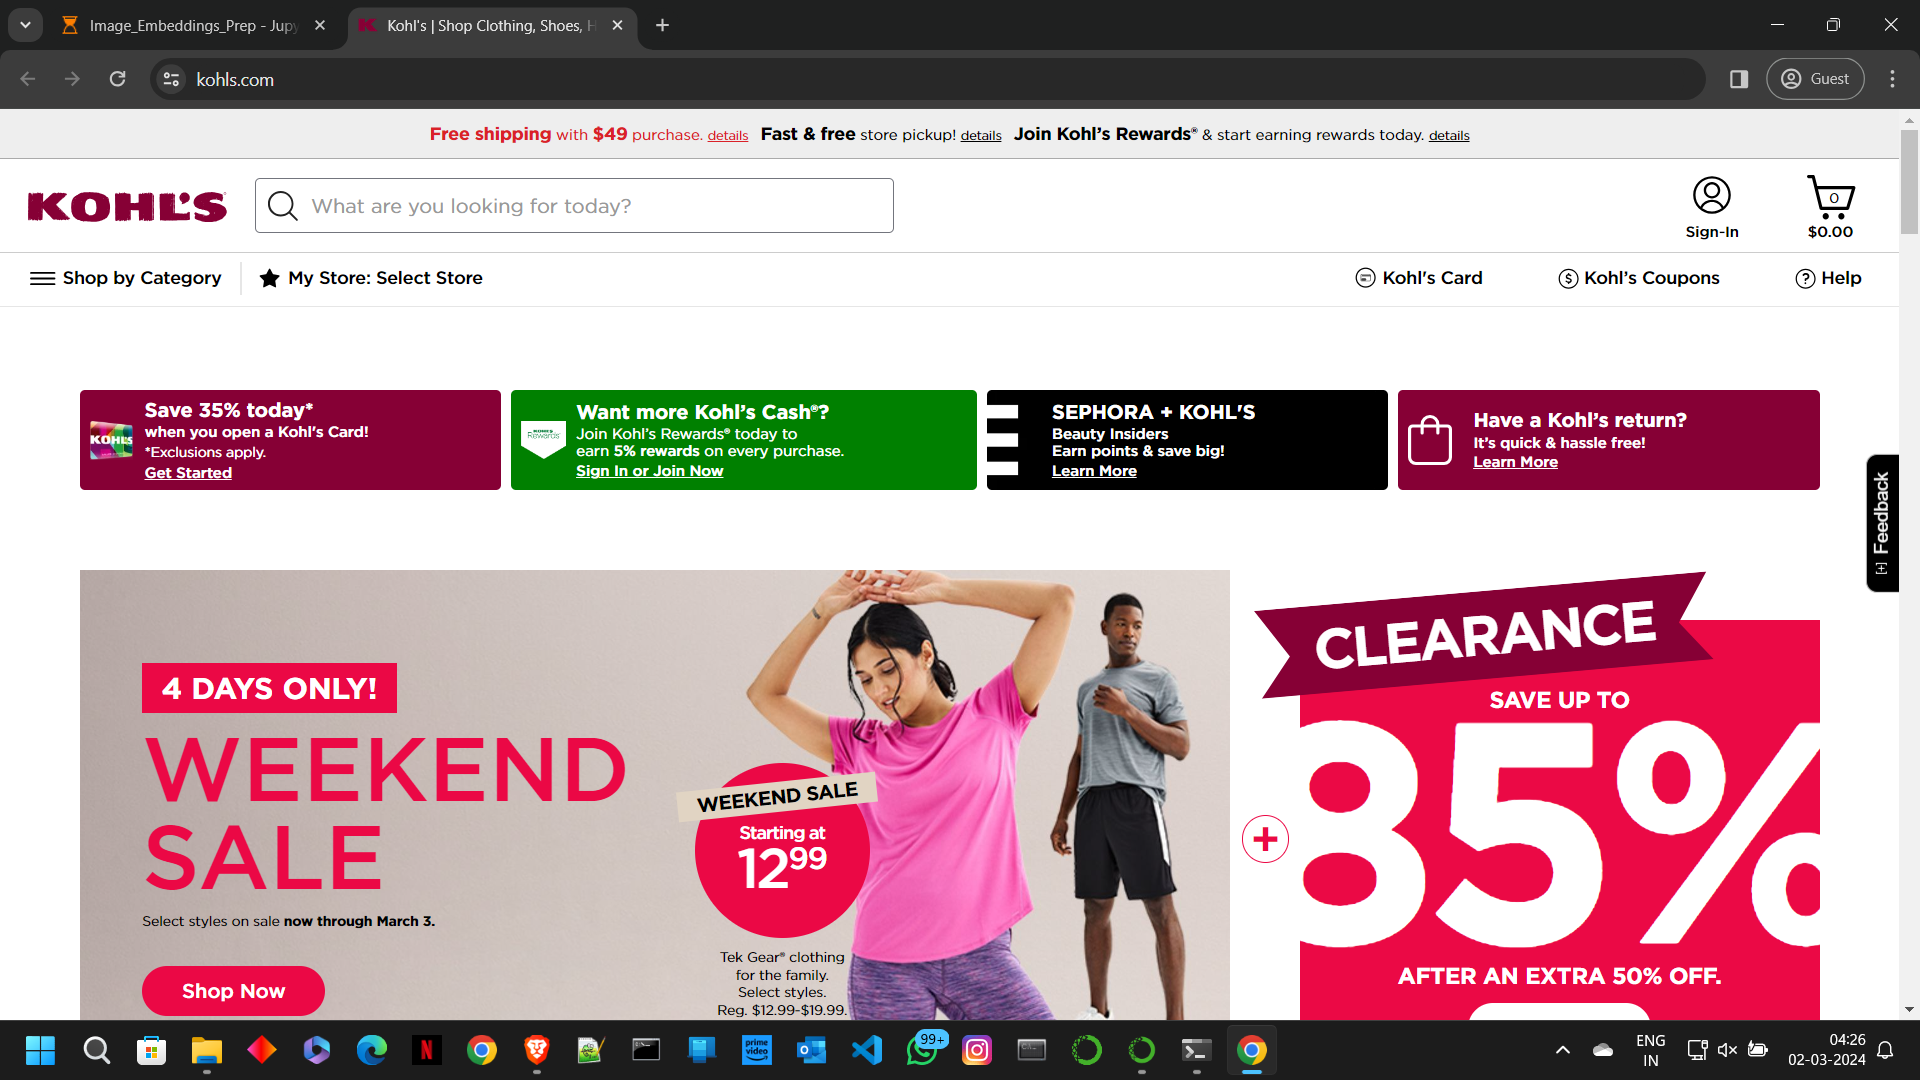 Image_Embeddings_Prep - Jupy
Kohl's | Shop Clothing, Shoes, H
kohls.com
Guest
Free shipping with $49 purchase. details Fast & free store pickup! details Join Kohl's Rewards® & start earning rewards today. details
KOHL'S
What are you looking for today?
Sign-In
0
$0.00
Shop by Category
My Store: Select Store
Kohl's Card
Kohl's Coupons
Help
Save 35% today*
when you open a Kohl's Card!
*Exclusions apply.
Get Started
KOHL'S
Want more Kohl's Cash®?
Join Kohl's Rewards® today to
earn 5% rewards on every purchase.
Sign In or Join Now
KOHL'S
Rewards
SEPHORA + KOHL'S
Beauty Insiders
Earn points & save big!
Learn More
Have a Kohl's return?
It's quick & hassle free!
Learn More
[+] Feedback
4 DAYS ONLY!
WEEKEND
SALE
Select styles on sale now through March 3.
Shop Now
WEEKEND SALE
Starting at
12.99
Tek Gear® clothing
for the family.
Select styles.
Reg. $12.99-$19.99.
CLEARANCE
SAVE UP TO
85%
AFTER AN EXTRA 50% OFF.
prime
video
99+
ENG
IN
04:26
02-03-2024